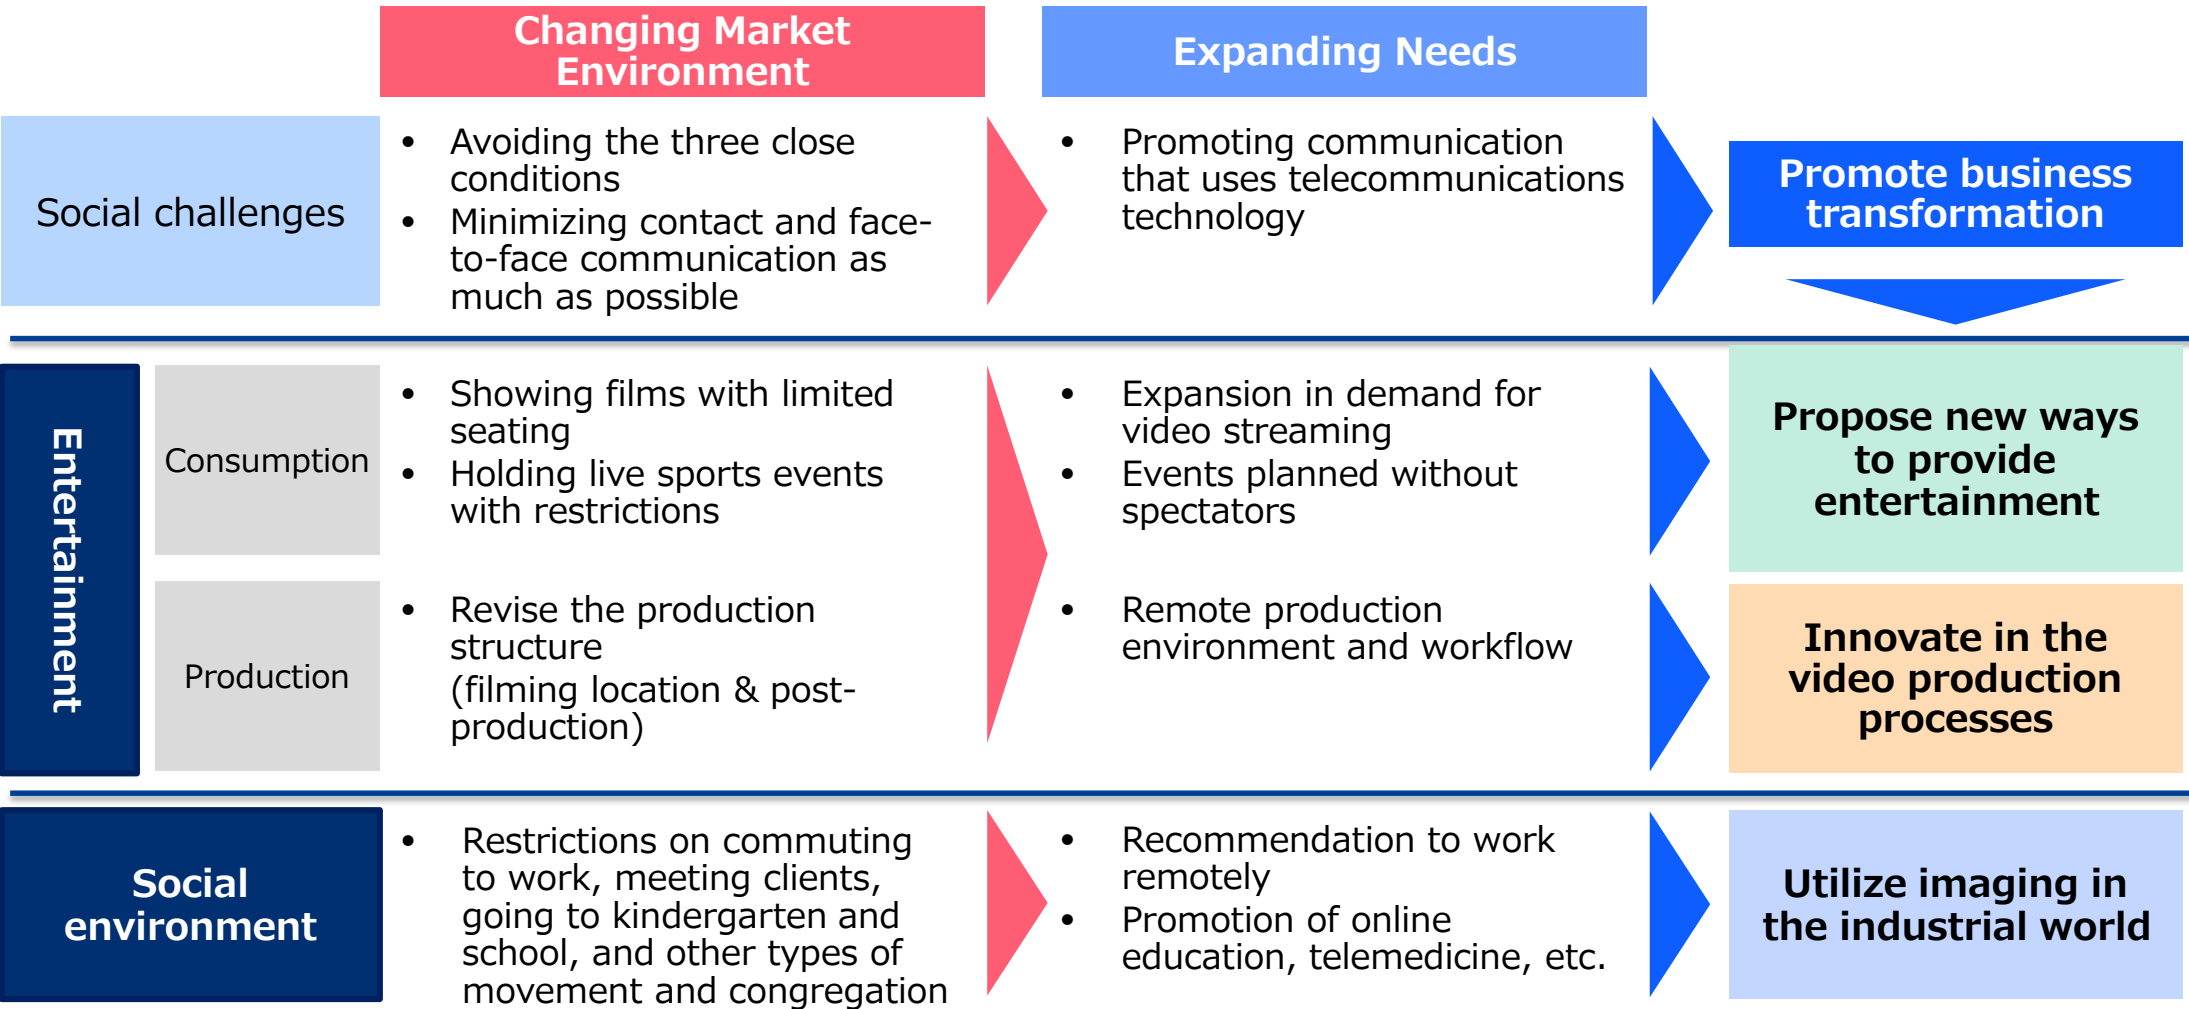 Changing Market
Environment
Expanding Needs
Social challenges
• Avoiding the three close
conditions
• Minimizing contact and face-
to-face communication as
much as possible
• Promoting communication
that uses telecommunications
technology
Promote business
transformation
Entertainment
Consumption
• Showing films with limited
seating
• Holding live sports events
with restrictions
• Expansion in demand for
video streaming
• Events planned without
spectators
Propose new ways
to provide
entertainment
Production
• Revise the production
structure
(filming location & post-
production)
• Remote production
environment and workflow
Innovate in the
video production
processes
Social
environment
• Restrictions on commuting
to work, meeting clients,
going to kindergarten and
school, and other types of
movement and congregation
• Recommendation to work
remotely
• Promotion of online
education, telemedicine, etc.
Utilize imaging in
the industrial world